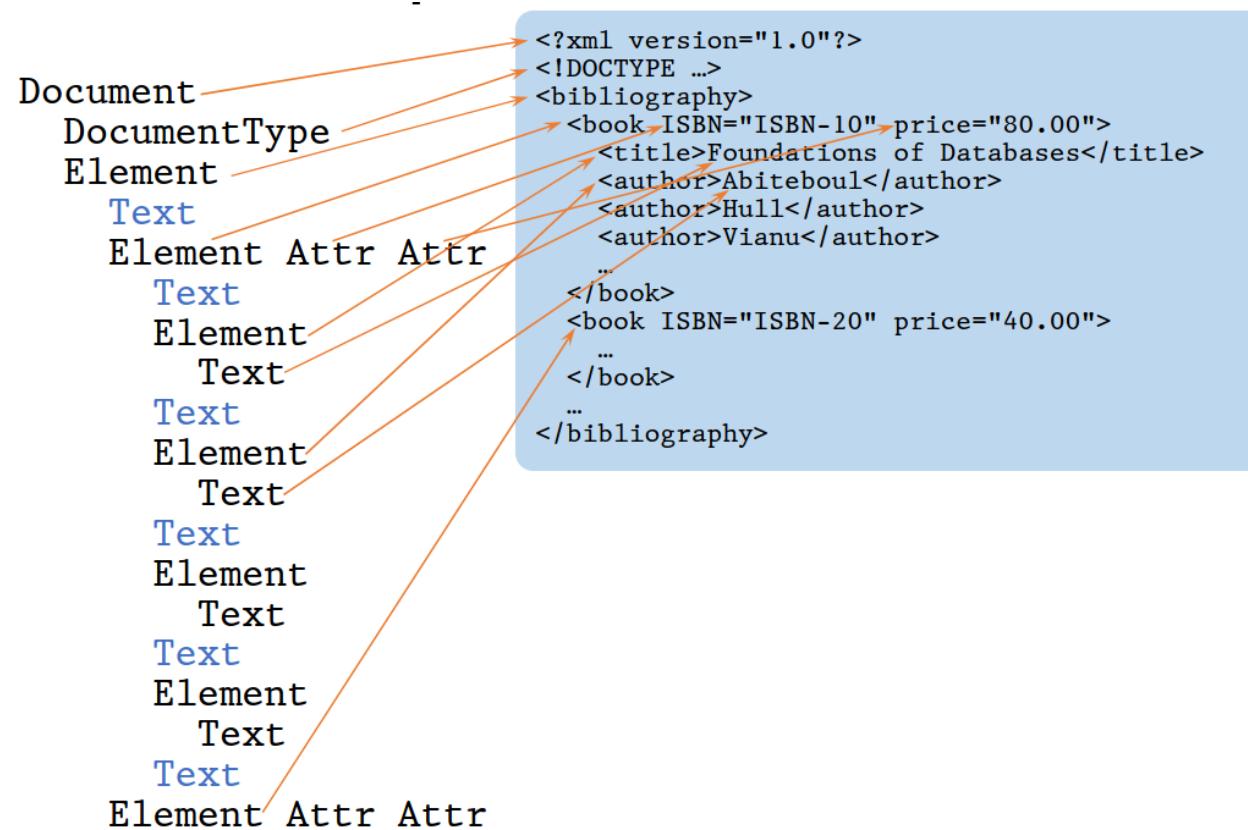 Document
DocumentType
Element
Text
Element Attr Attr
Text
Element
Text
Text
Element
Text
Text
Element
Text
Text
Element
Text
Text
Element Attr Attr
<?xml version="1.0"?>
<!DOCTYPE …>
<bibliography>
<book ISBN="ISBN-10" price="80.00">
<title>Foundations of Databases</title>
<author>Abiteboul</author>
<author>Hull</author>
<author>Vianu</author>
…
</book>
<book ISBN="ISBN-20" price="40.00">
…
</book>
…
</bibliography>